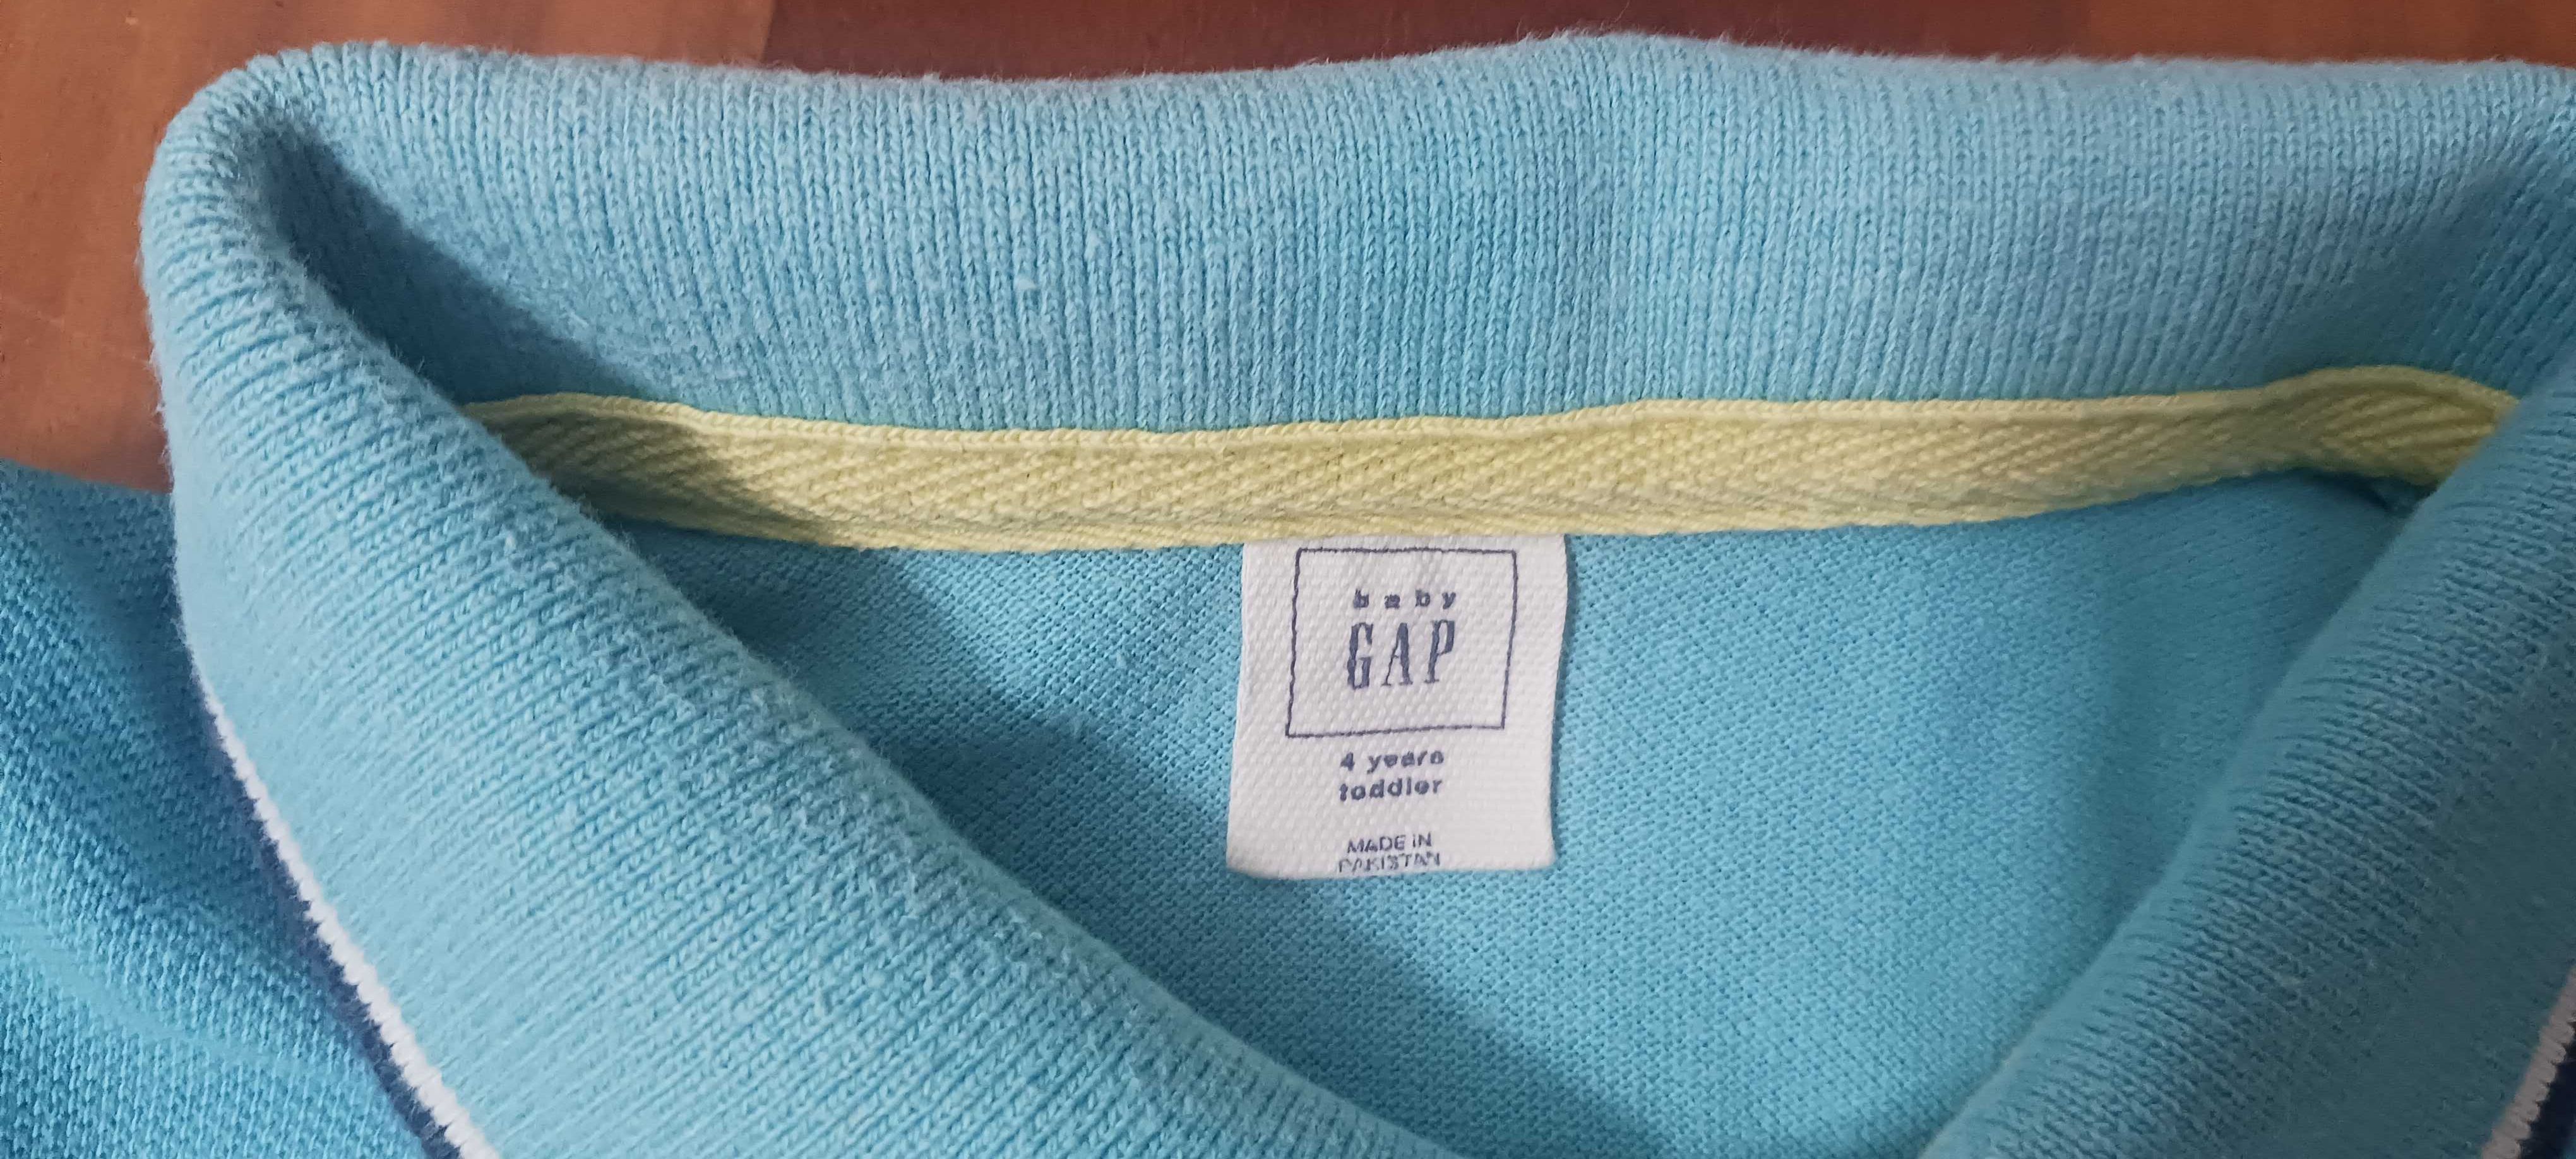 baby
GAP
4 years
toddler
MADE IN
PAKISTAN